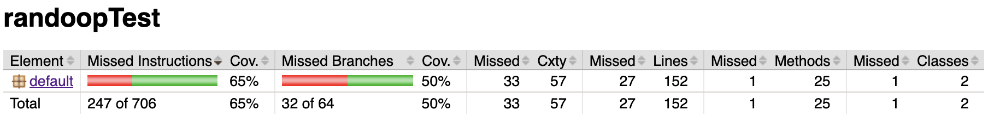 randoopTest
Element Missed Instructions Cov. Missed Branches Cov. Missed Cxty Missed Lines Missed Methods Missed Classes
default 65% 50% 33 57 27 152 1 25 1 2
Total 247 of 706 65% 32 of 64 50% 33 57 27 152 1 25 1 2